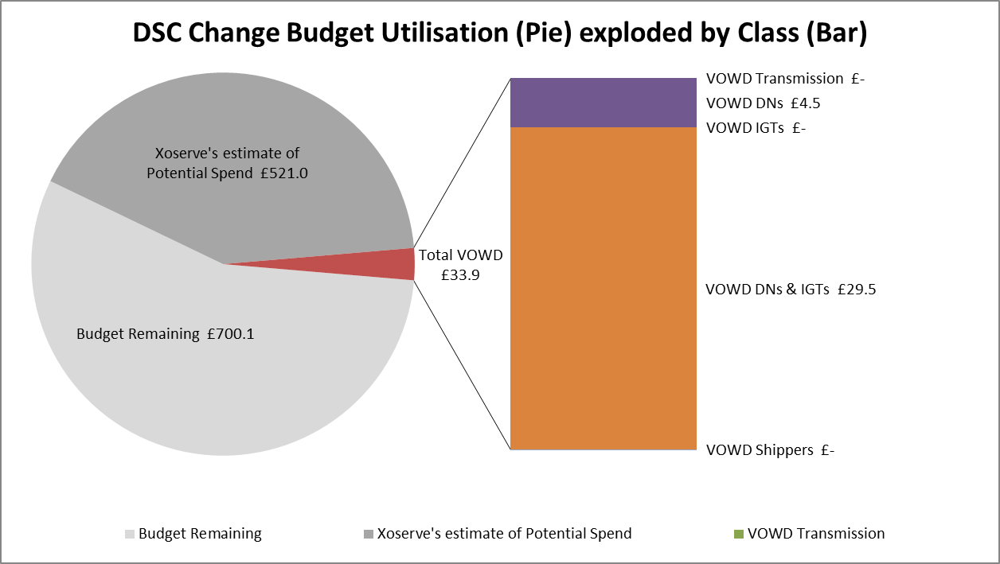 DSC Change Budget Utilisation (Pie) exploded by Class (Bar)
Xoserve's estimate of
Potential Spend £521.0
Budget Remaining £700.1
Total VOWD
£33.9
VOWD Transmission £-
VOWD DNs £4.5
VOWD IGTs £-
VOWD DNs & IGTs £29.5
VOWD Shippers £-
Budget Remaining
Xoserve's estimate of Potential Spend
VOWD Transmission